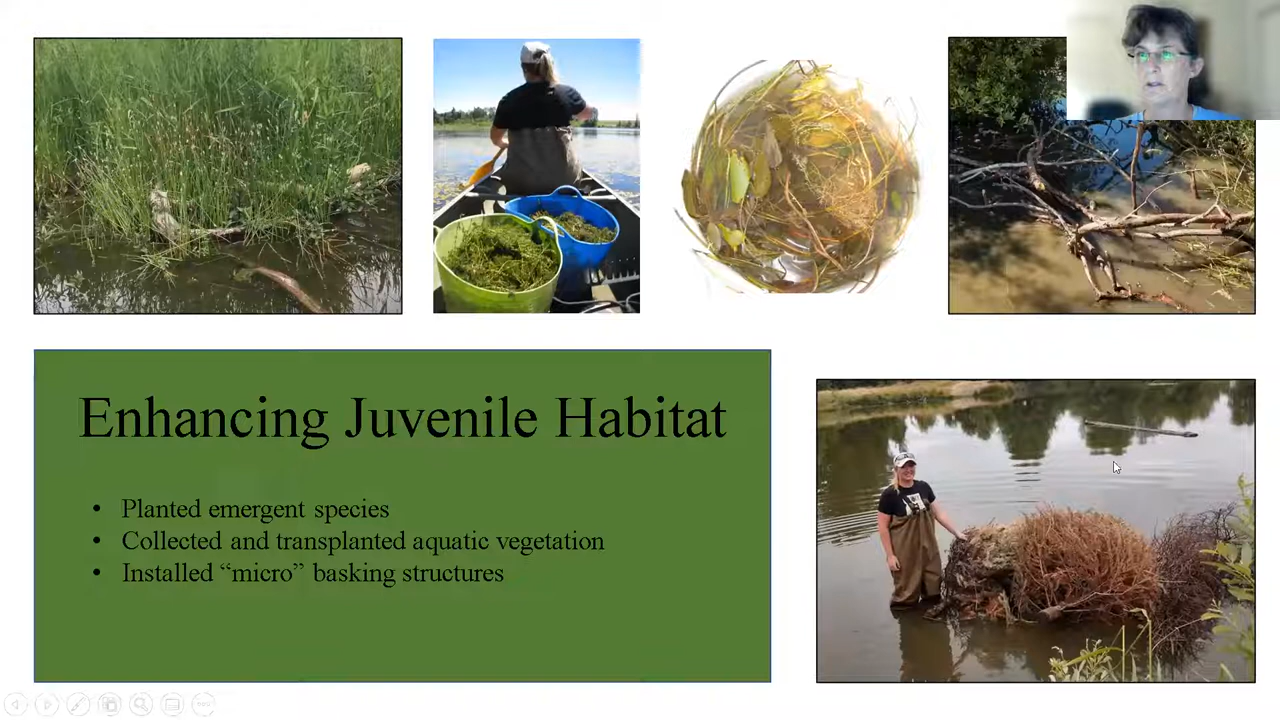 Enhancing Juvenile Habitat
• Planted emergent species
• Collected and transplanted aquatic vegetation
• Installed “micro” basking structures